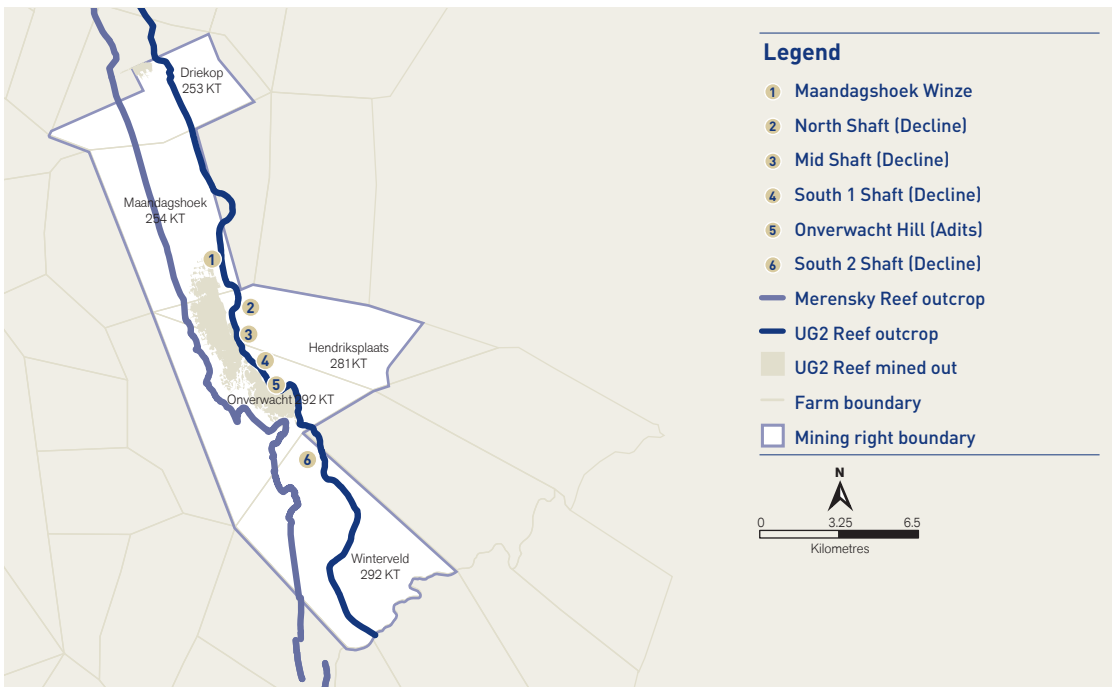 Driekop
253 KT
Maandagshoek
254 KT
1
2
3
4
5
6
Hendriksplaats
281 KT
Onverwacht 292 KT
Winterveld
292 KT
Legend
1 Maandagshoek Winze
2 North Shaft (Decline)
3 Mid Shaft (Decline)
4 South 1 Shaft (Decline)
5 Onverwacht Hill (Adits)
6 South 2 Shaft (Decline)
Merensky Reef outcrop
UG2 Reef outcrop
UG2 Reef mined out
Farm boundary
Mining right boundary
N
0 3.25 6.5
Kilometres